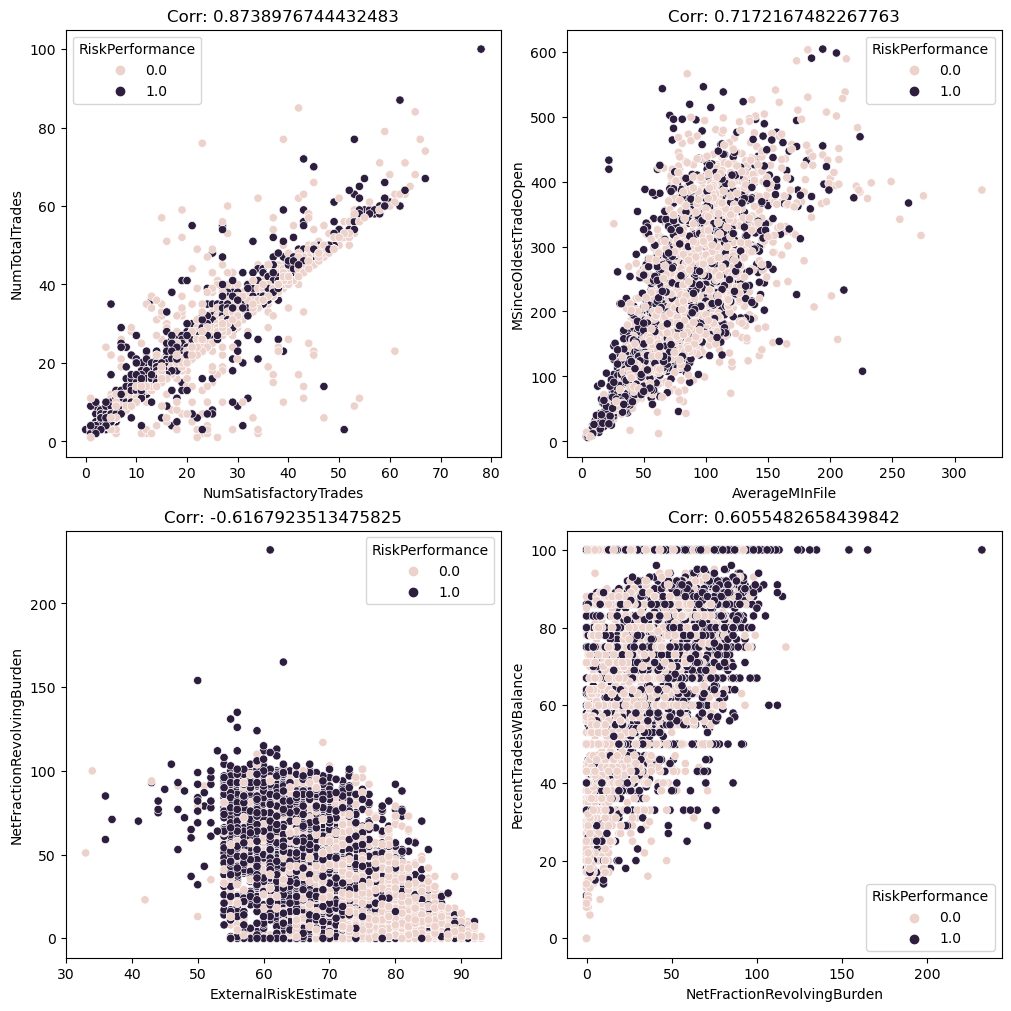 Corr: 0.8738976744432483
RiskPerformance
0.0
1.0
NumTotalTrades
100
80
60
40
20
0
0 10 20 30 40 50 60 70 80
NumSatisfactoryTrades
Corr: 0.7172167482267763
RiskPerformance
0.0
1.0
MSinceOldestTradeOpen
600
500
400
300
200
100
0
0 50 100 150 200 250 300
AverageMInFile
Corr: -0.6167923513475825
RiskPerformance
0.0
1.0
NetFractionRevolvingBurden
200
150
100
50
0
30 40 50 60 70 80 90
ExternalRiskEstimate
Corr: 0.6055482658439842
RiskPerformance
0.0
1.0
PercentTradesWBalance
100
80
60
40
20
0
0 50 100 150 200
NetFractionRevolvingBurden